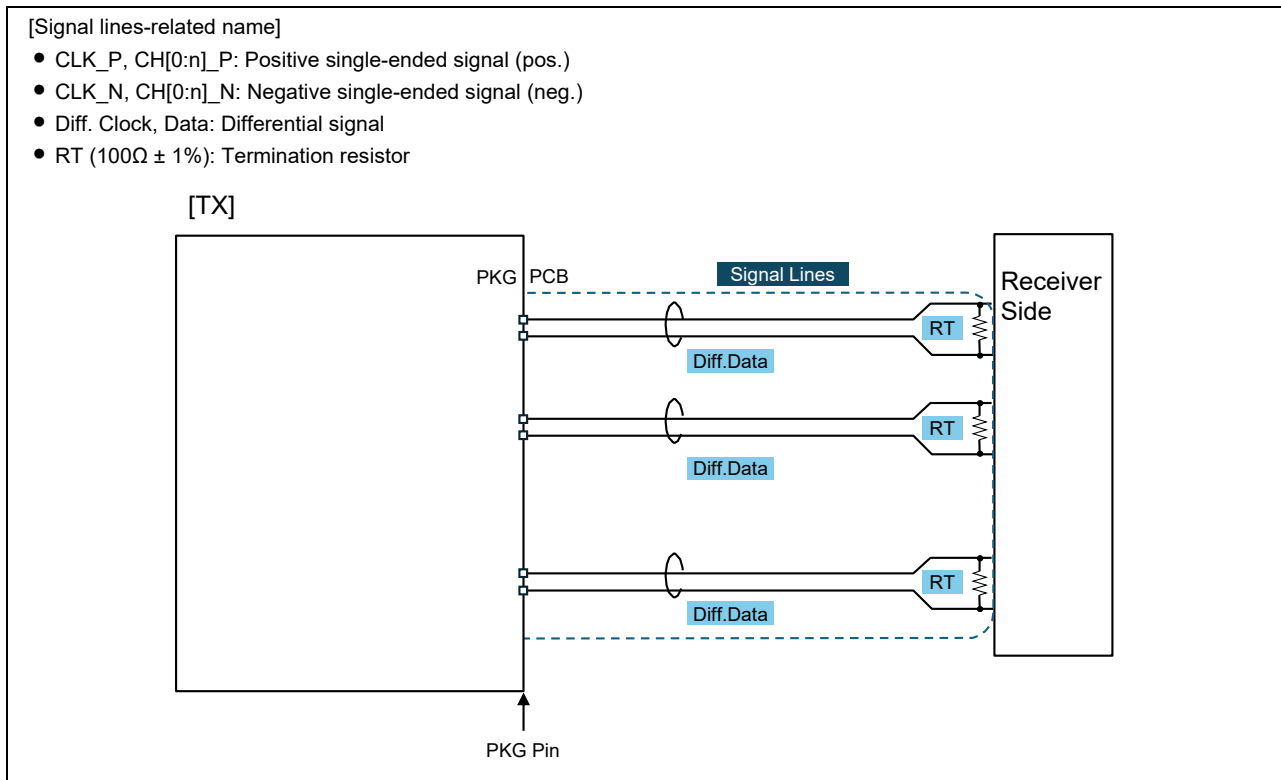 [Signal lines-related name]
● CLK_P, CH[0:n]_P: Positive single-ended signal (pos.)
● CLK_N, CH[0:n]_N: Negative single-ended signal (neg.)
● Diff. Clock, Data: Differential signal
● RT (100Ω ± 1%): Termination resistor
[TX]
PKG PCB
Signal Lines
Receiver
Side
RT
Diff.Data
RT
Diff.Data
RT
Diff.Data
PKG Pin